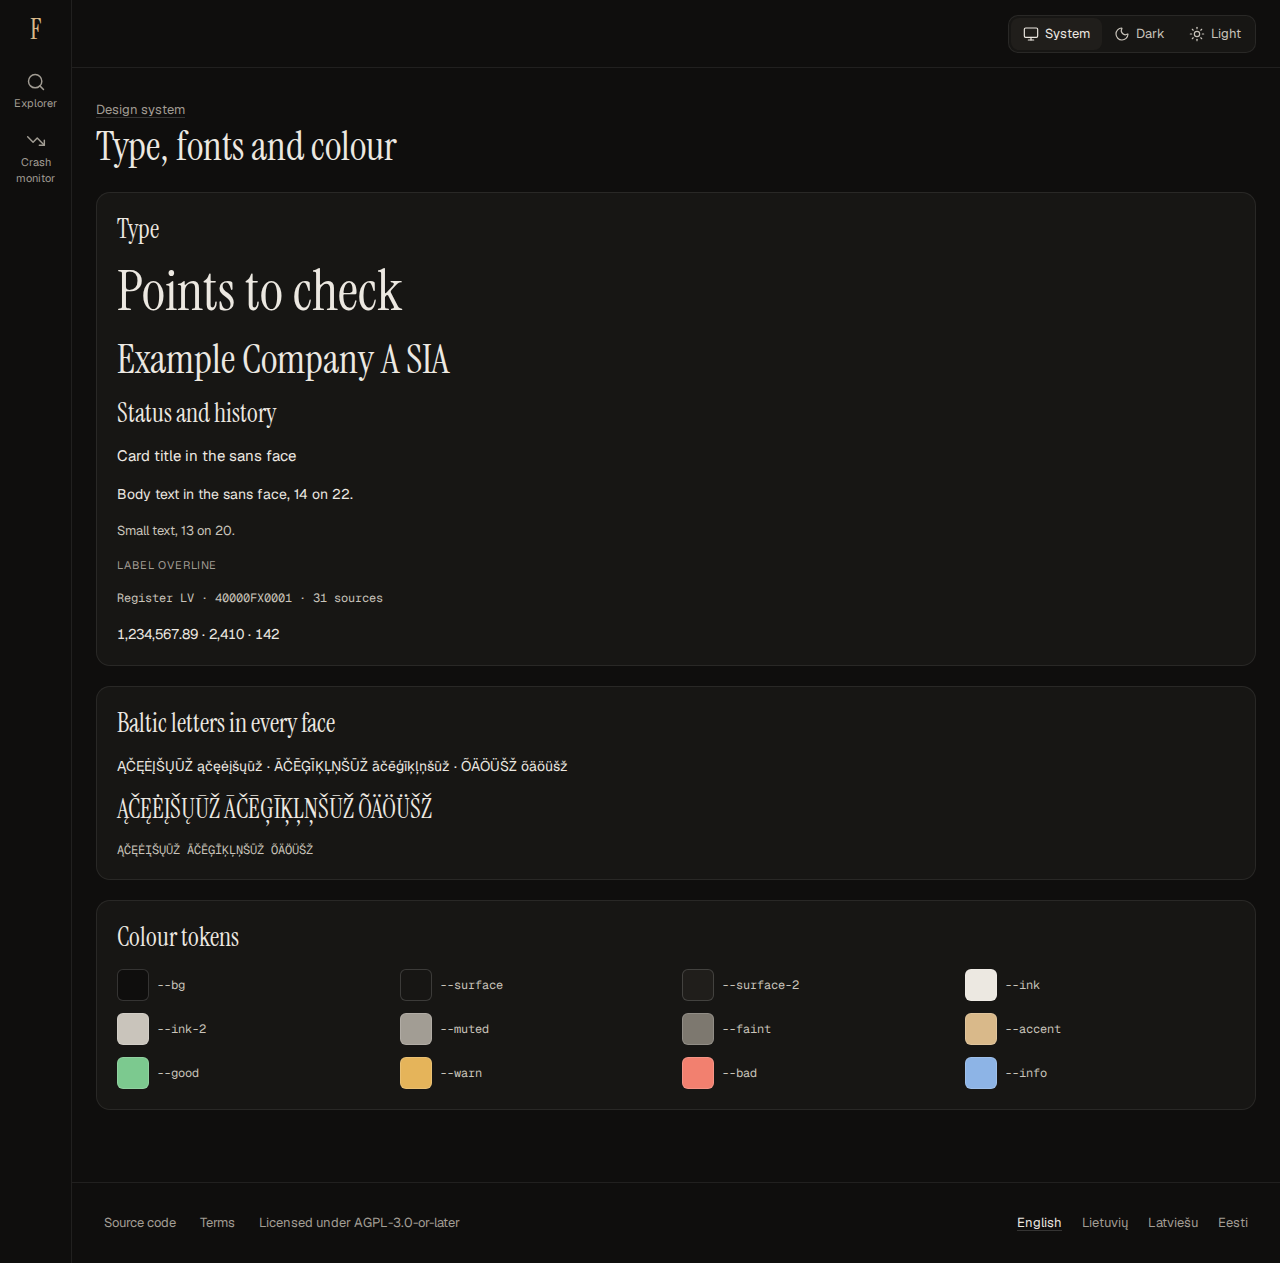 F
System
Dark
Light
Explorer
Crash
monitor
Design system
Type, fonts and colour
Type
Points to check
Example Company A SIA
Status and history
Card title in the sans face
Body text in the sans face, 14 on 22.
Small text, 13 on 20.
LABEL OVERLINE
Register LV · 40000FX0001 · 31 sources
1,234,567.89 · 2,410 · 142
Baltic letters in every face
ĄČĘĖĮŠŲŪŽ ąčęėįšųūž · ĀČĒĢĪĶĻŅŠŪŽ āčēģīķļņšūž · ÕÄÖÜŠŽ õäöüšž
ĄČĘĖĮŠŲŪŽ ĀČĒĢĪĶĻŅŠŪŽ ÕÄÖÜŠŽ
ĄČĘĖĮŠŲŪŽ ĀČĒĢĪĶĻŅŠŪŽ ÕÄÖÜŠŽ
Colour tokens
--bg
--surface
--surface-2
--ink
--ink-2
--muted
--faint
--accent
--good
--warn
--bad
--info
Source code
Terms
Licensed under AGPL-3.0-or-later
English
Lietuvių
Latviešu
Eesti